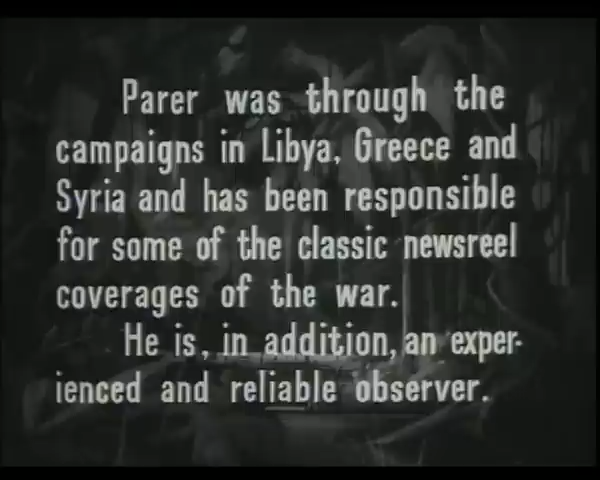 Parer was through the
campaigns in Libya, Greece and
Syria and has been responsible
for some of the classic newsreel
coverages of the war.
He is, in addition, an exper-
ienced and reliable observer.